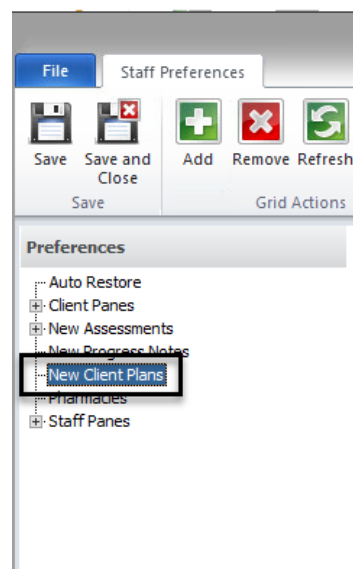 File Staff Preferences
Save Save and Close Add Remove Refresh
Save Grid Actions
Preferences
Auto Restore
Client Panes
New Assessments
New Progress Notes
New Client Plans
Pharmacies
Staff Panes